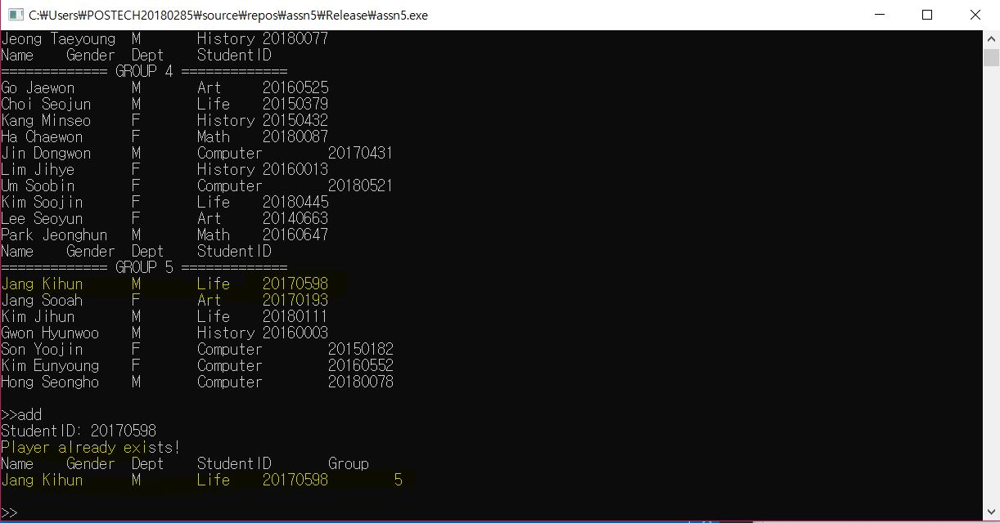 C:₩Users₩POSTECH20180285₩source₩repos₩assn5₩Release₩assn5.exe
Jeong Taeyoung M History 20180077
Name Gender Dept StudentID
============= GROUP 4 =============
Go Jaewon M Art 20160525
Choi Seojun M Life 20150379
Kang Minseo F History 20150432
Ha Chaewon F Math 20180087
Jin Dongwon M Computer 20170431
Lim Jihye F History 20160013
Um Soobin F Computer 20180521
Kim Soojin F Life 20180445
Lee Seoyun F Art 20140663
Park Jeonghun M Math 20160647
Name Gender Dept StudentID
============= GROUP 5 =============
Jang Kihun M Life 20170598
Jang Sooah F Art 20170193
Kim Jihun M Life 20180111
Gwon Hyunwoo M History 20160003
Son Yoojin F Computer 20150182
Kim Eunyoung F Computer 20160552
Hong Seongho M Computer 20180078
>>add
StudentID: 20170598
Player already exists!
Name Gender Dept StudentID Group
Jang Kihun M Life 20170598 5
>>